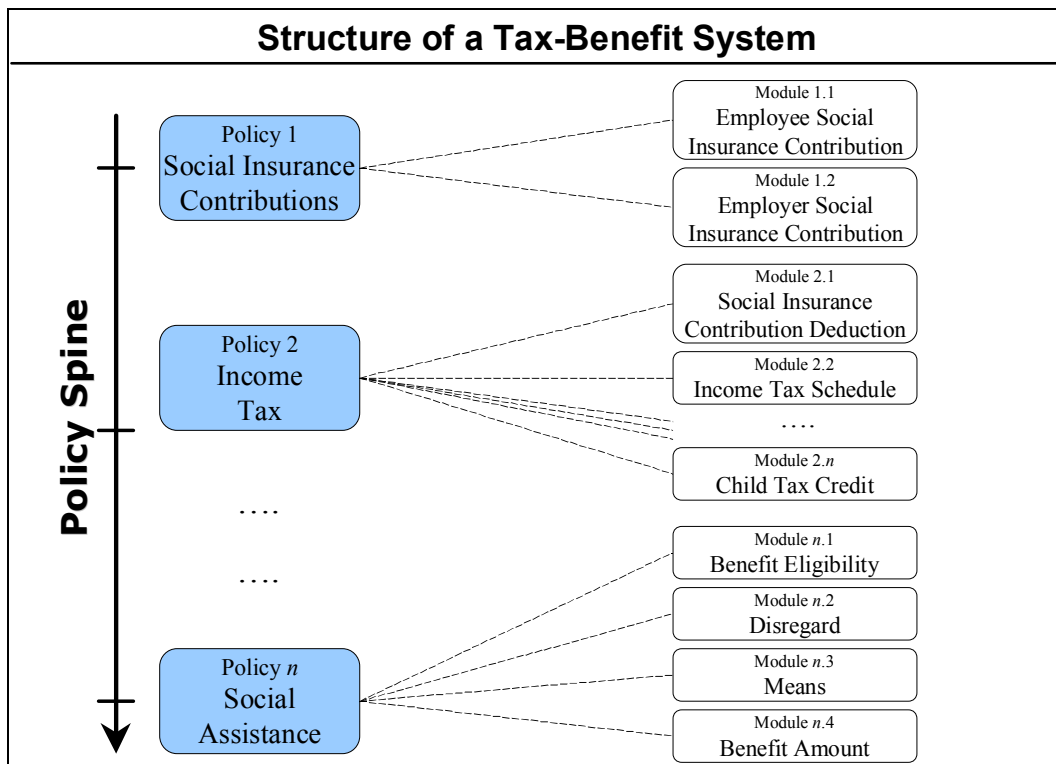 Structure of a Tax-Benefit System
Policy Spine
Policy 1
Social Insurance
Contributions
Module 1.1
Employee Social
Insurance Contribution
Module 1.2
Employer Social
Insurance Contribution
Policy 2
Income
Tax
Module 2.1
Social Insurance
Contribution Deduction
Module 2.2
Income Tax Schedule
....
Module 2.n
Child Tax Credit
....
....
Policy n
Social
Assistance
Module n.1
Benefit Eligibility
Module n.2
Disregard
Module n.3
Means
Module n.4
Benefit Amount